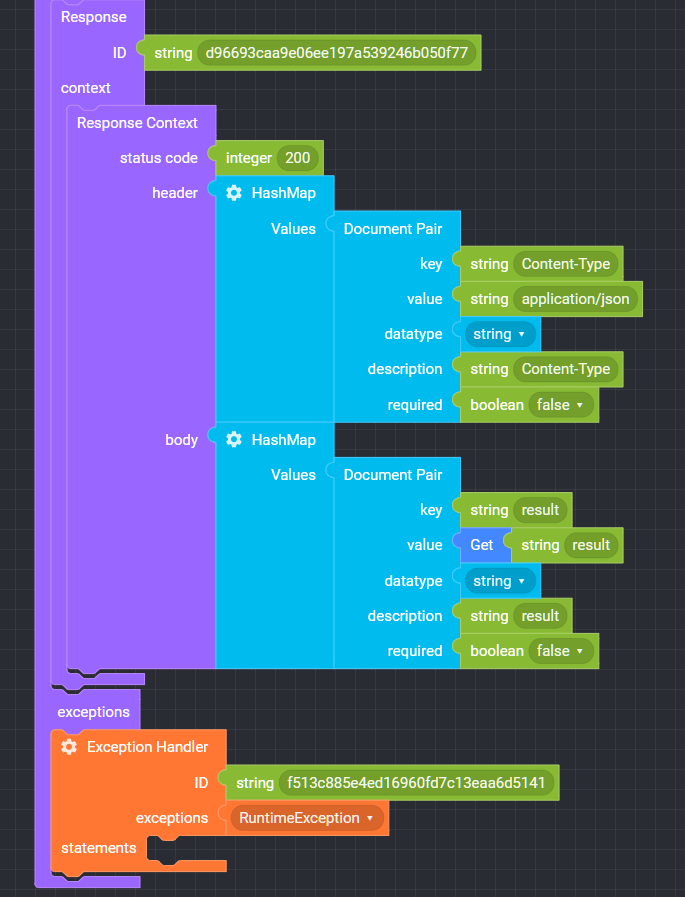 Response
ID string d96693caa9e06ee197a539246b050f77
context
Response Context
status code integer 200
header HashMap
Values Document Pair
key string Content-Type
value string application/json
datatype string
description string Content-Type
required boolean false
body HashMap
Values Document Pair
key string result
value Get string result
datatype string
description string result
required boolean false
exceptions
Exception Handler
ID string f513c885e4ed16960fd7c13eaa6d5141
exceptions RuntimeException
statements